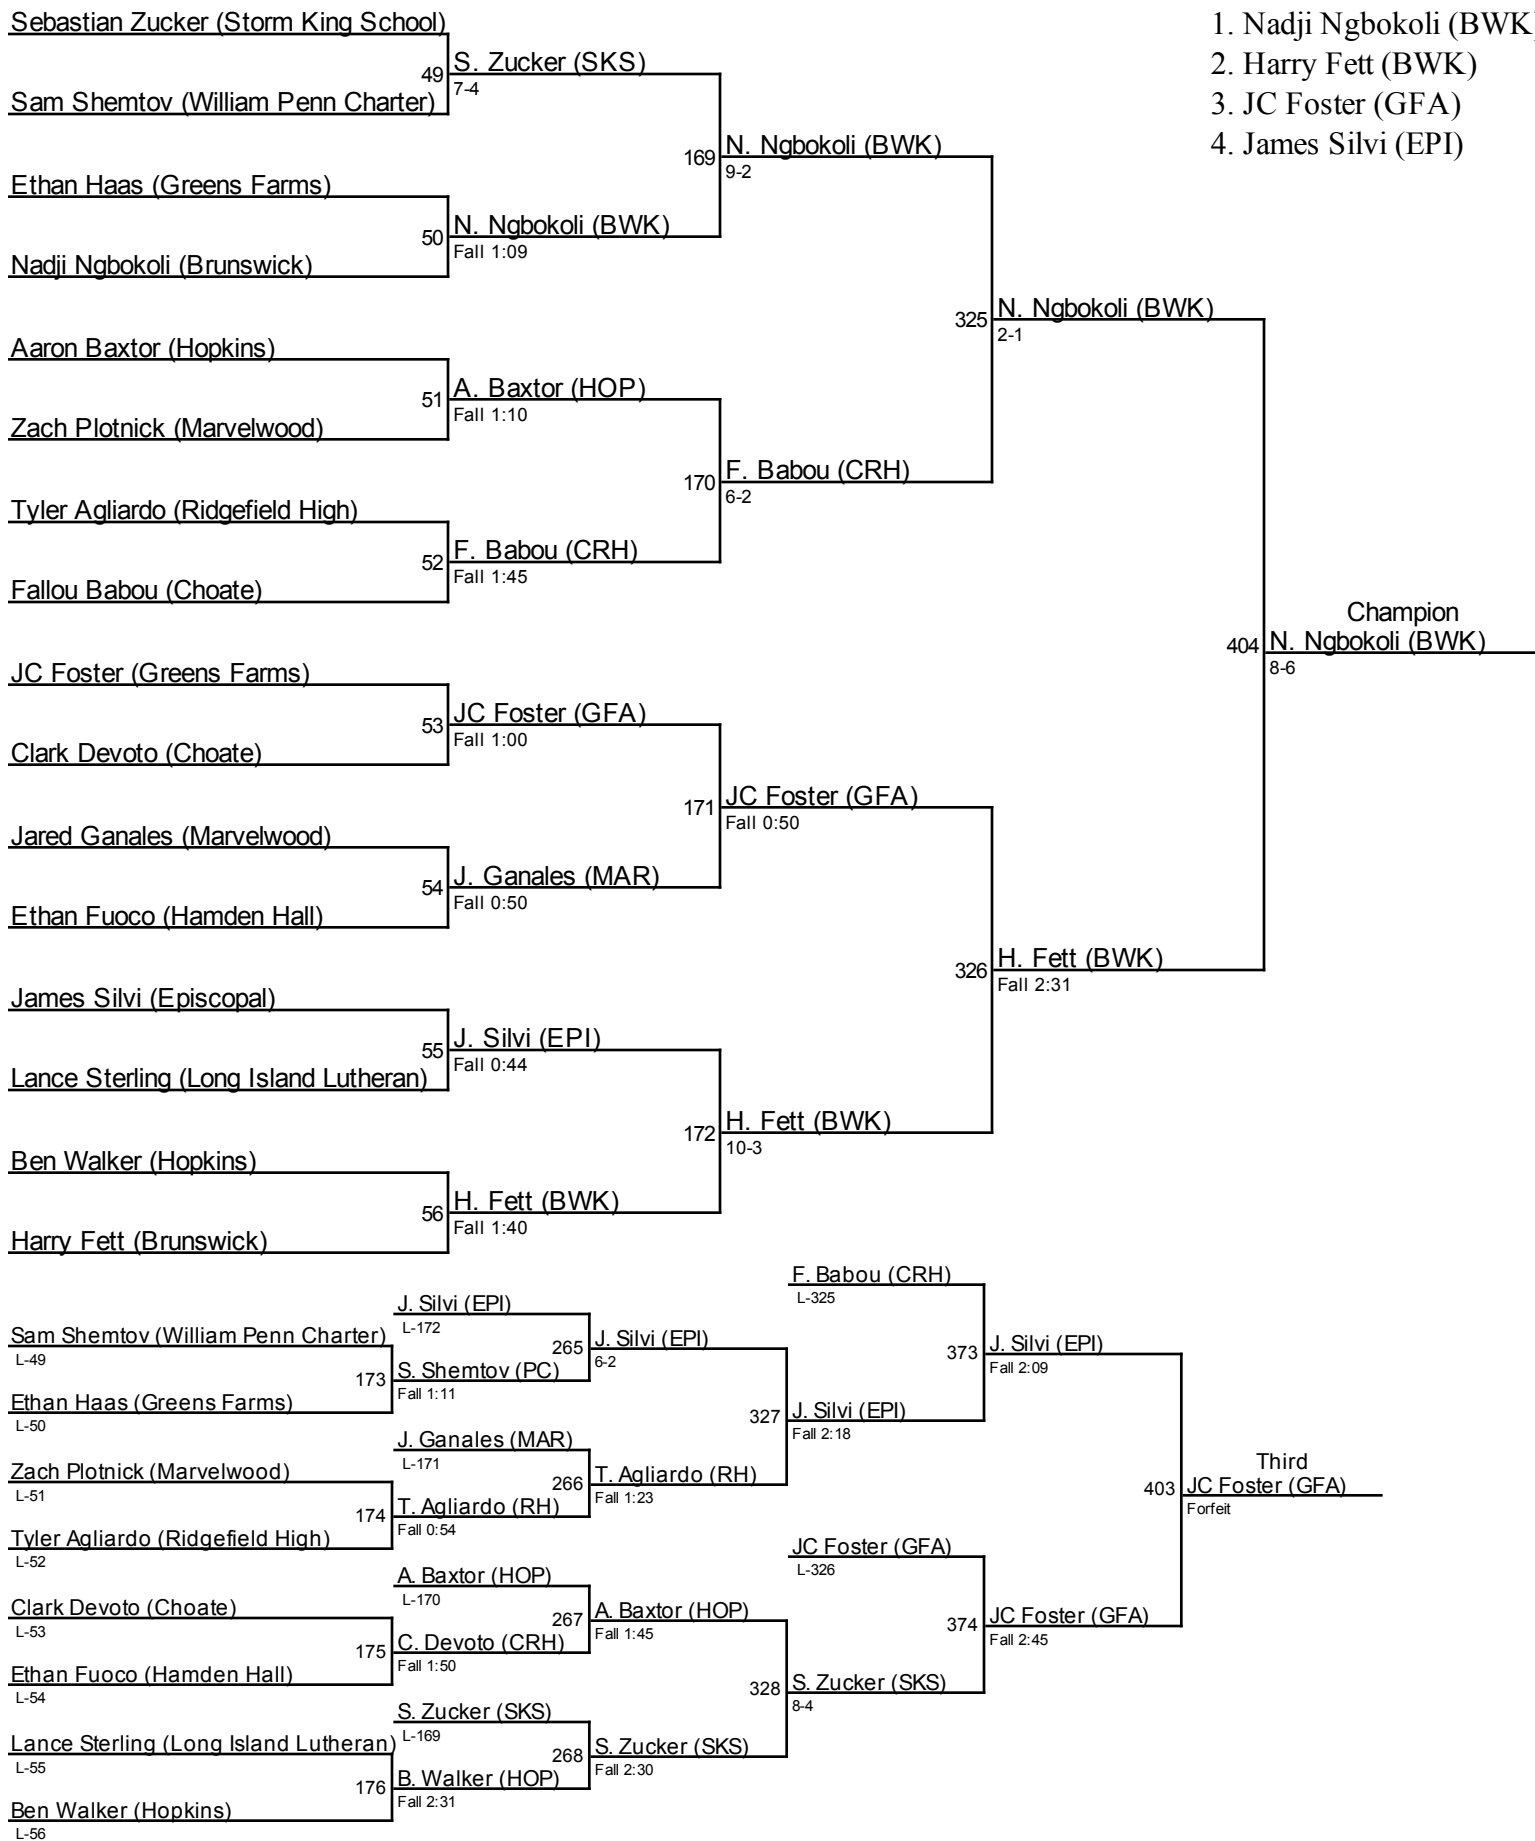 Sebastian Zucker (Storm King School)
49
S. Zucker (SKS)
7-4
Sam Shemtov (William Penn Charter)
169
N. Ngbokoli (BWK)
9-2
Ethan Haas (Greens Farms)
50
N. Ngbokoli (BWK)
Fall 1:09
Nadji Ngbokoli (Brunswick)
325
N. Ngbokoli (BWK)
2-1
Aaron Baxtor (Hopkins)
51
A. Baxtor (HOP)
Fall 1:10
Zach Plotnick (Marvelwood)
170
F. Babou (CRH)
6-2
Tyler Agliardo (Ridgefield High)
52
F. Babou (CRH)
Fall 1:45
Fallou Babou (Choate)
Champion
404
N. Ngbokoli (BWK)
8-6
JC Foster (Greens Farms)
53
JC Foster (GFA)
Fall 1:00
Clark Devoto (Choate)
171
JC Foster (GFA)
Fall 0:50
Jared Ganales (Marvelwood)
54
J. Ganales (MAR)
Fall 0:50
Ethan Fuoco (Hamden Hall)
326
H. Fett (BWK)
Fall 2:31
James Silvi (Episcopal)
55
J. Silvi (EPI)
Fall 0:44
Lance Sterling (Long Island Lutheran)
172
H. Fett (BWK)
10-3
Ben Walker (Hopkins)
56
H. Fett (BWK)
Fall 1:40
Harry Fett (Brunswick)
1. Nadji Ngbokoli (BWK)
2. Harry Fett (BWK)
3. JC Foster (GFA)
4. James Silvi (EPI)
F. Babou (CRH)
L-325
J. Silvi (EPI)
L-172
Sam Shemtov (William Penn Charter)
L-49
265
J. Silvi (EPI)
6-2
373
J. Silvi (EPI)
Fall 2:09
173
S. Shemtov (PC)
Fall 1:11
Ethan Haas (Greens Farms)
L-50
327
J. Silvi (EPI)
Fall 2:18
J. Ganales (MAR)
L-171
Zach Plotnick (Marvelwood)
L-51
266
T. Agliardo (RH)
Fall 1:23
Third
403
JC Foster (GFA)
Forfeit
174
T. Agliardo (RH)
Fall 0:54
Tyler Agliardo (Ridgefield High)
L-52
JC Foster (GFA)
L-326
A. Baxtor (HOP)
L-170
Clark Devoto (Choate)
L-53
267
A. Baxtor (HOP)
Fall 1:45
374
JC Foster (GFA)
Fall 2:45
175
C. Devoto (CRH)
Fall 1:50
Ethan Fuoco (Hamden Hall)
L-54
328
S. Zucker (SKS)
8-4
S. Zucker (SKS)
L-169
Lance Sterling (Long Island Lutheran)
L-55
268
S. Zucker (SKS)
Fall 2:30
176
B. Walker (HOP)
Fall 2:31
Ben Walker (Hopkins)
L-56